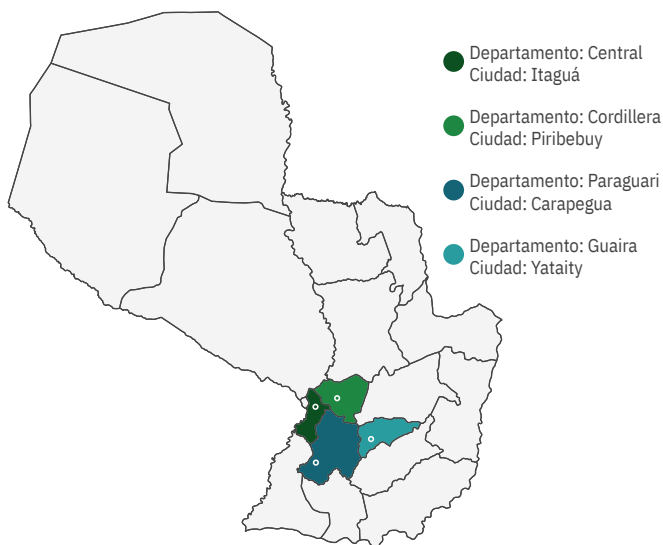 Departamento: Central
Ciudad: Itaguá
Departamento: Cordillera
Ciudad: Piribebuy
Departamento: Paraguari
Ciudad: Carapegua
Departamento: Guaira
Ciudad: Yataity